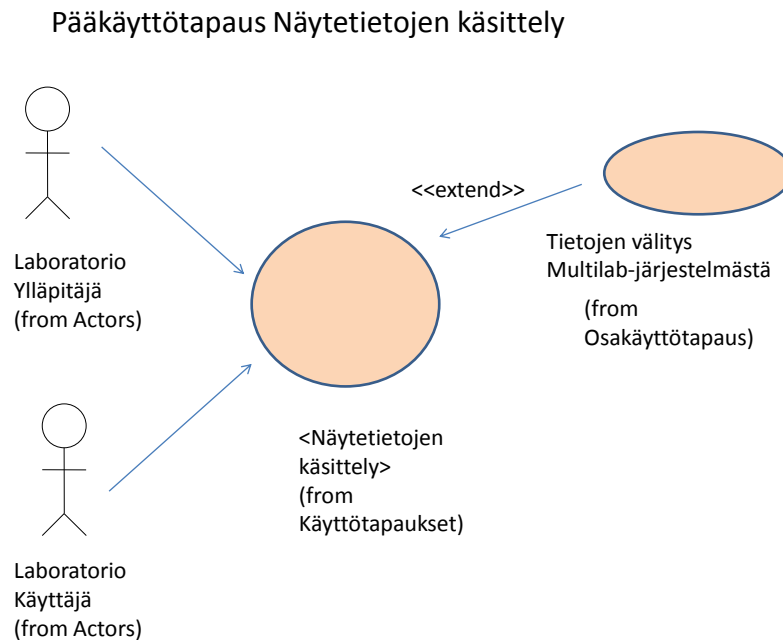 Pääkäyttötapaus Näytetietojen käsittely
Laboratorio
Ylläpitäjä
(from Actors)
<<extend>>
Tietojen välitys
Multilab-järjestelmästä
(from
Osakäyttötapaus)
<Näytetietojen
käsittely>
(from
Käyttötapaukset)
Laboratorio
Käyttäjä
(from Actors)